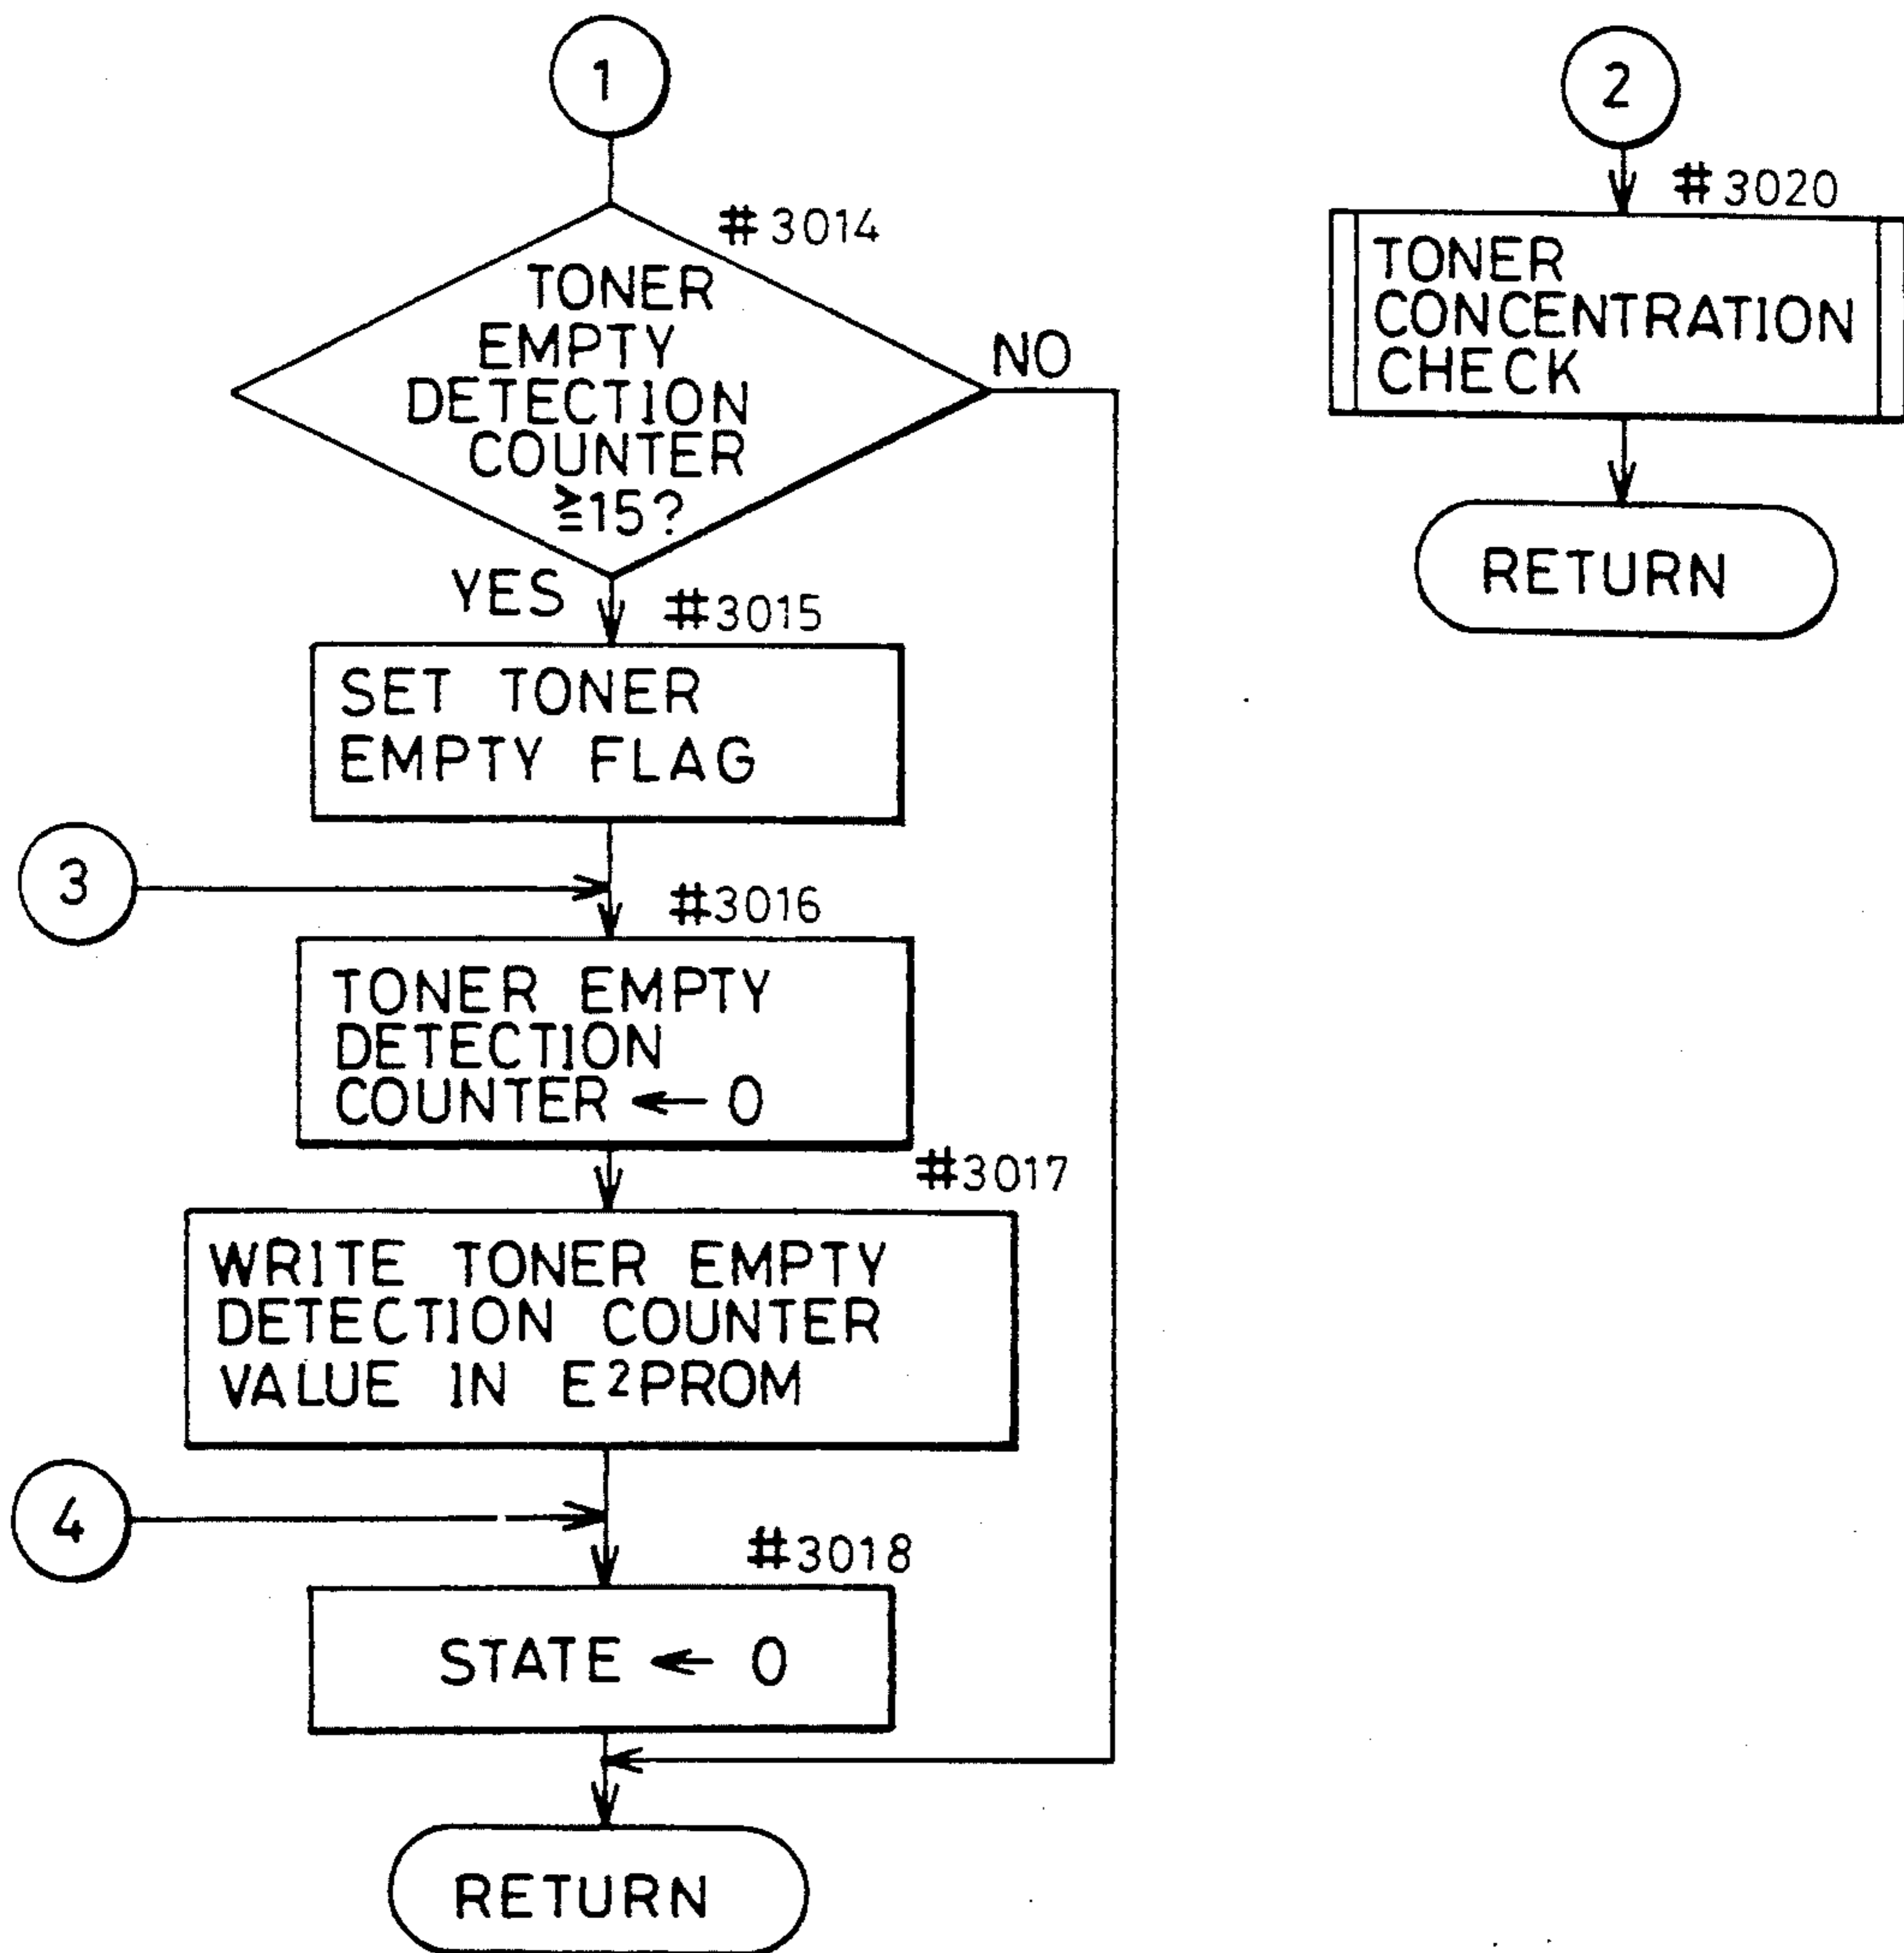 1
#3014
TONER
EMPTY
DETECTION
COUNTER
≧15?
NO
YES
#3015
SET TONER
EMPTY FLAG
3
#3016
TONER EMPTY
DETECTION
COUNTER ← 0
#3017
WRITE TONER EMPTY
DETECTION COUNTER
VALUE IN E²PROM
4
#3018
STATE ← 0
RETURN
2
#3020
TONER
CONCENTRATION
CHECK
RETURN